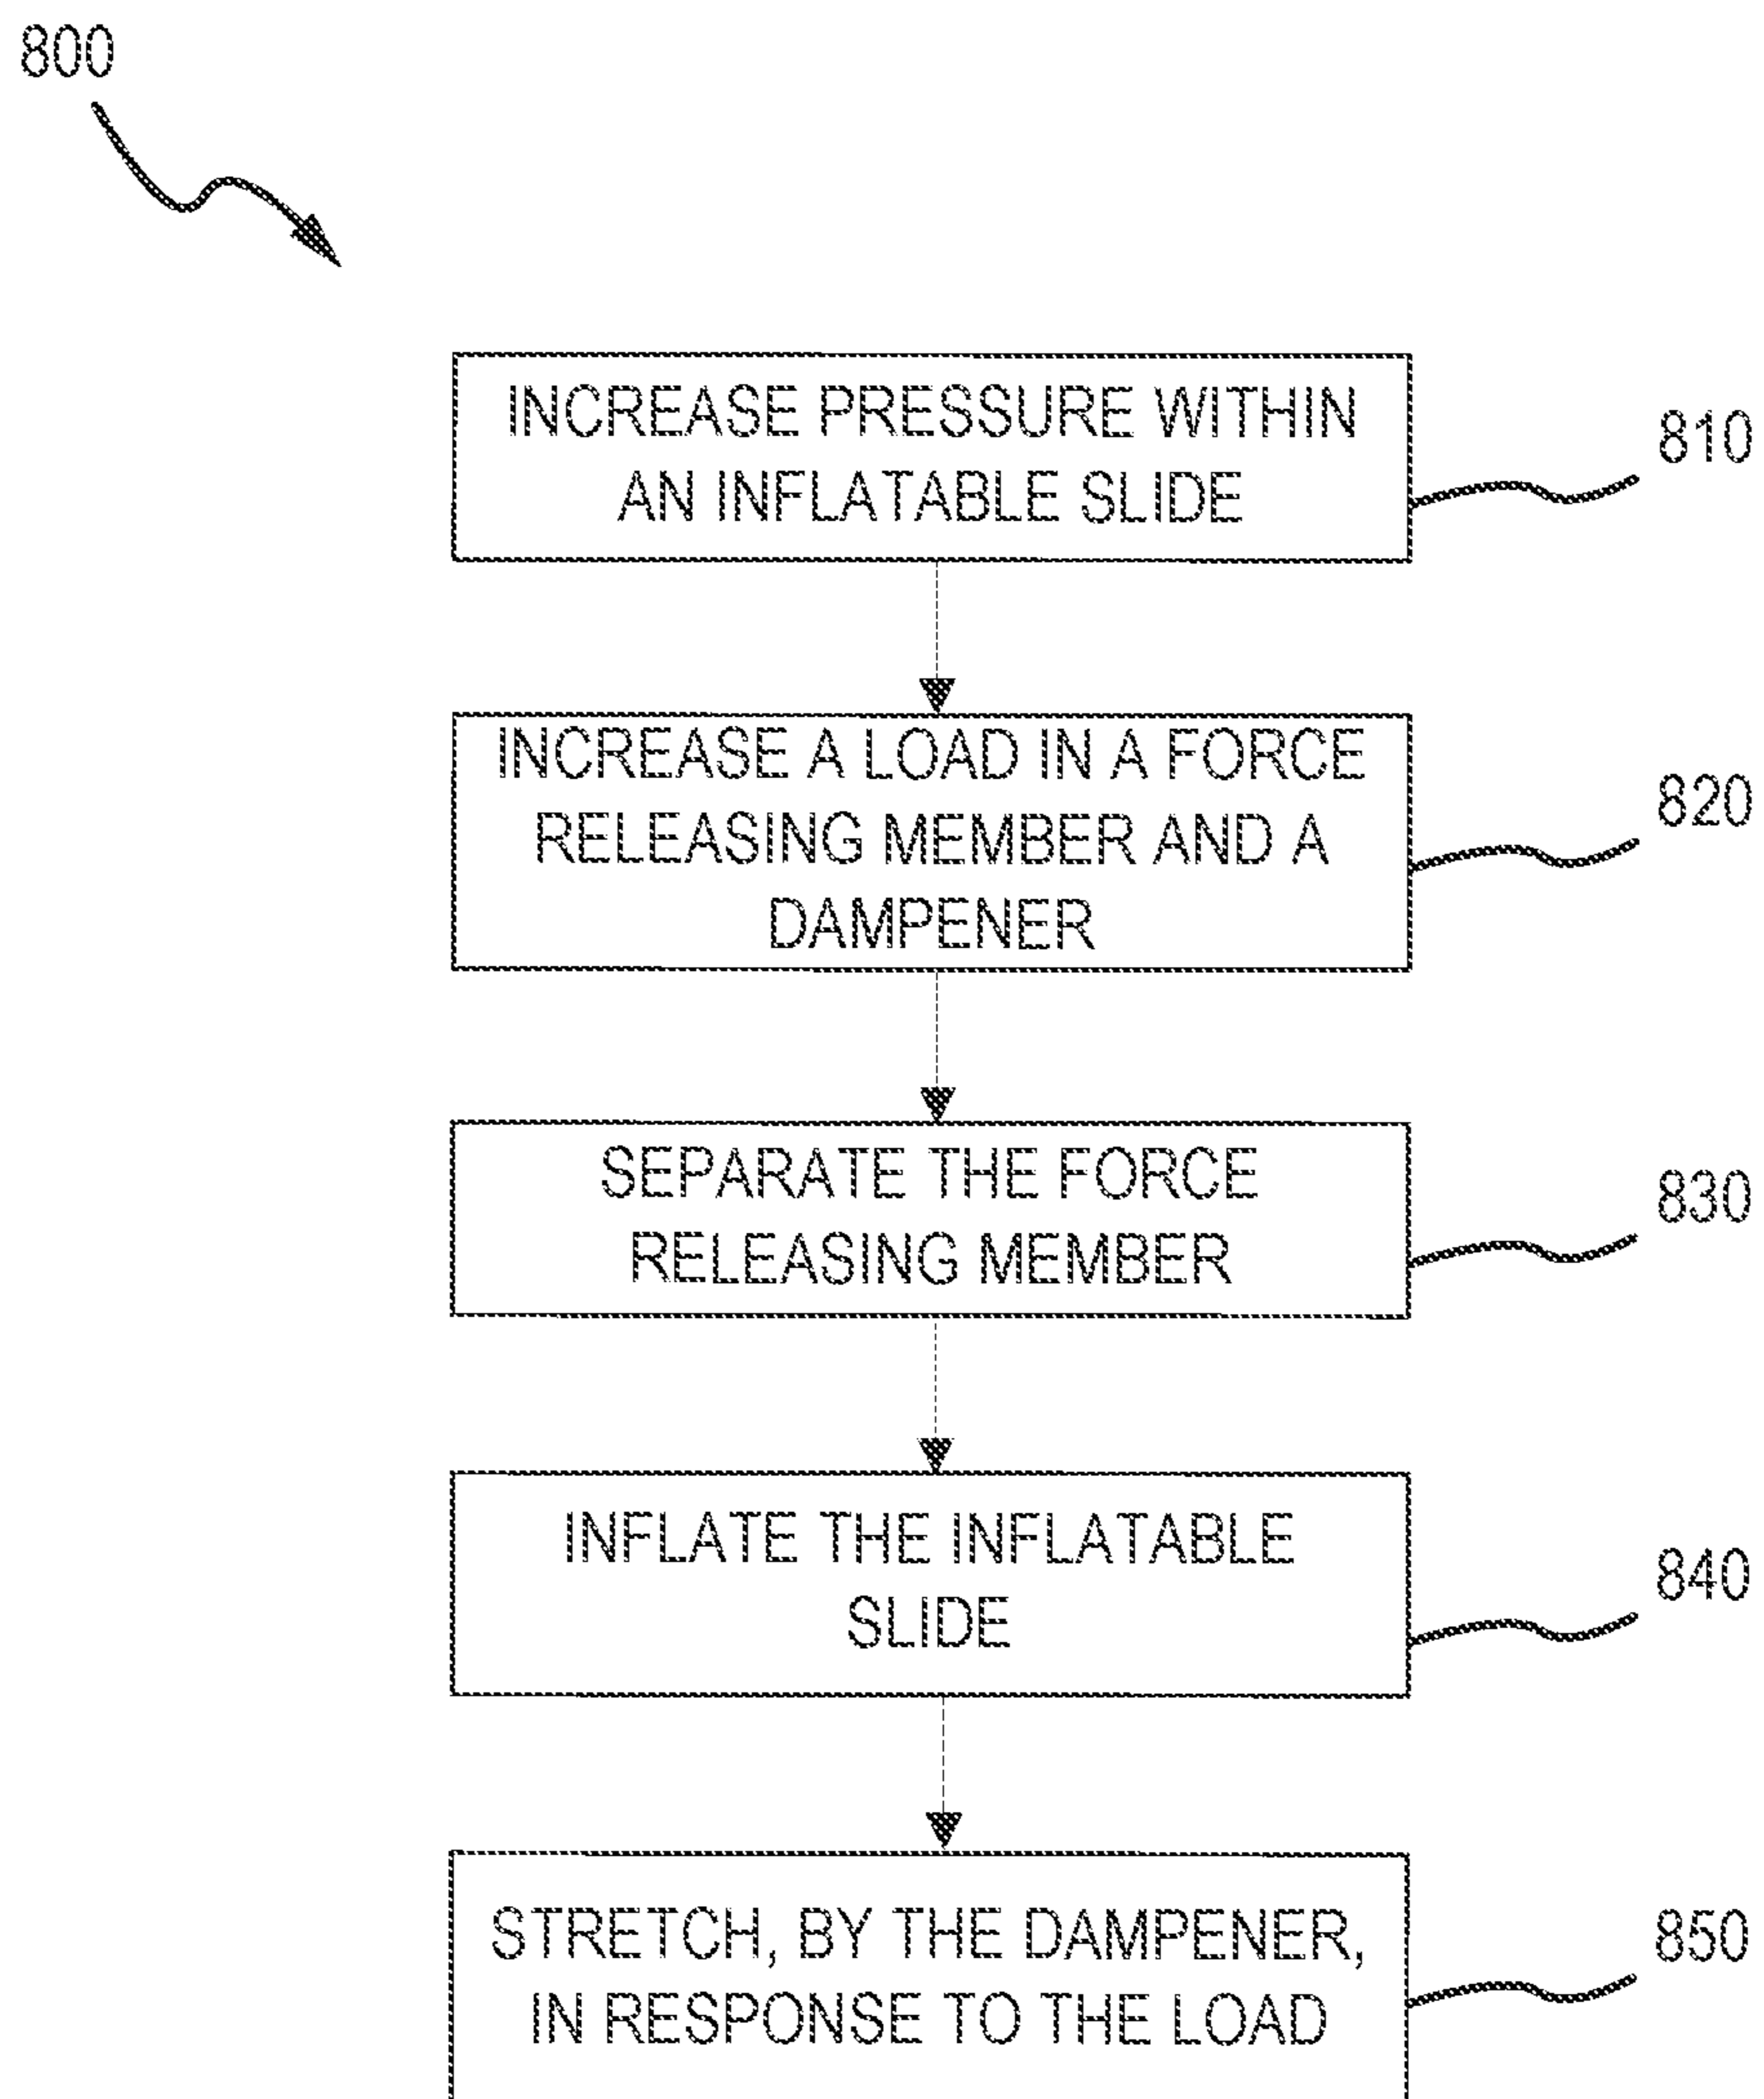 800
INCREASE PRESSURE WITHIN
AN INFLATABLE SLIDE
810
INCREASE A LOAD IN A FORCE
RELEASING MEMBER AND A
DAMPENER
820
SEPARATE THE FORCE
RELEASING MEMBER
830
INFLATE THE INFLATABLE
SLIDE
840
STRETCH, BY THE DAMPENER,
IN RESPONSE TO THE LOAD
850